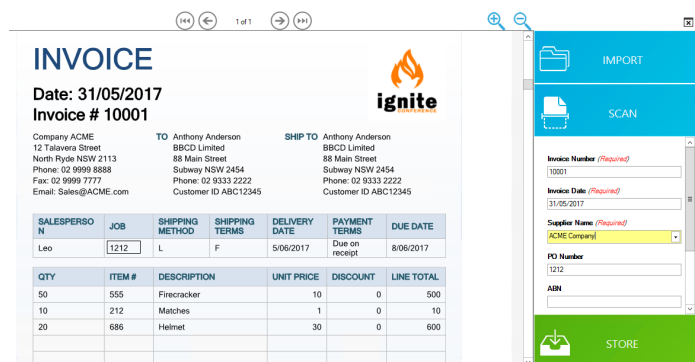 1 of 1
INVOICE
Date: 31/05/2017
Invoice # 10001
ignite
CONFERENCE
Company ACME
12 Talavera Street
North Ryde NSW 2113
Phone: 02 9999 8888
Fax: 02 9999 7777
Email: Sales@ACME.com
TO Anthony Anderson
BBCD Limited
88 Main Street
Subway NSW 2454
Phone: 02 9333 2222
Customer ID ABC12345
SHIP TO Anthony Anderson
BBCD Limited
88 Main Street
Subway NSW 2454
Phone: 02 9333 2222
Customer ID ABC12345
SALESPERSO
N JOB SHIPPING METHOD SHIPPING TERMS DELIVERY DATE PAYMENT TERMS DUE DATE
Leo 1212 L F 5/06/2017 Due on receipt 8/06/2017
QTY ITEM # DESCRIPTION UNIT PRICE DISCOUNT LINE TOTAL
50 555 Firecracker 10 0 500
10 212 Matches 1 0 10
20 686 Helmet 30 0 600
IMPORT
SCAN
Invoice Number (Required)
10001
Invoice Date (Required)
31/05/2017
Supplier Name (Required)
ACME Company
PO Number
1212
ABN
STORE